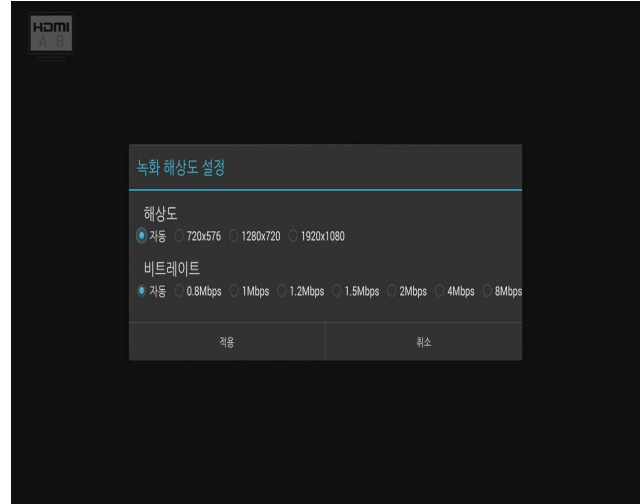 HDMI
A B
녹화 해상도 설정
해상도
자동 720x576 1280x720 1920x1080
비트레이트
자동 0.8Mbps 1Mbps 1.2Mbps 1.5Mbps 2Mbps 4Mbps 8Mbps
적용 취소